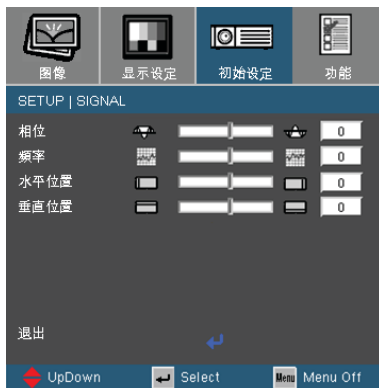 图像 显示设定 初始设定 功能
SETUP | SIGNAL
相位 0
頻率 0
水平位置 0
垂直位置 0
退出
UpDown Select Menu Menu Off